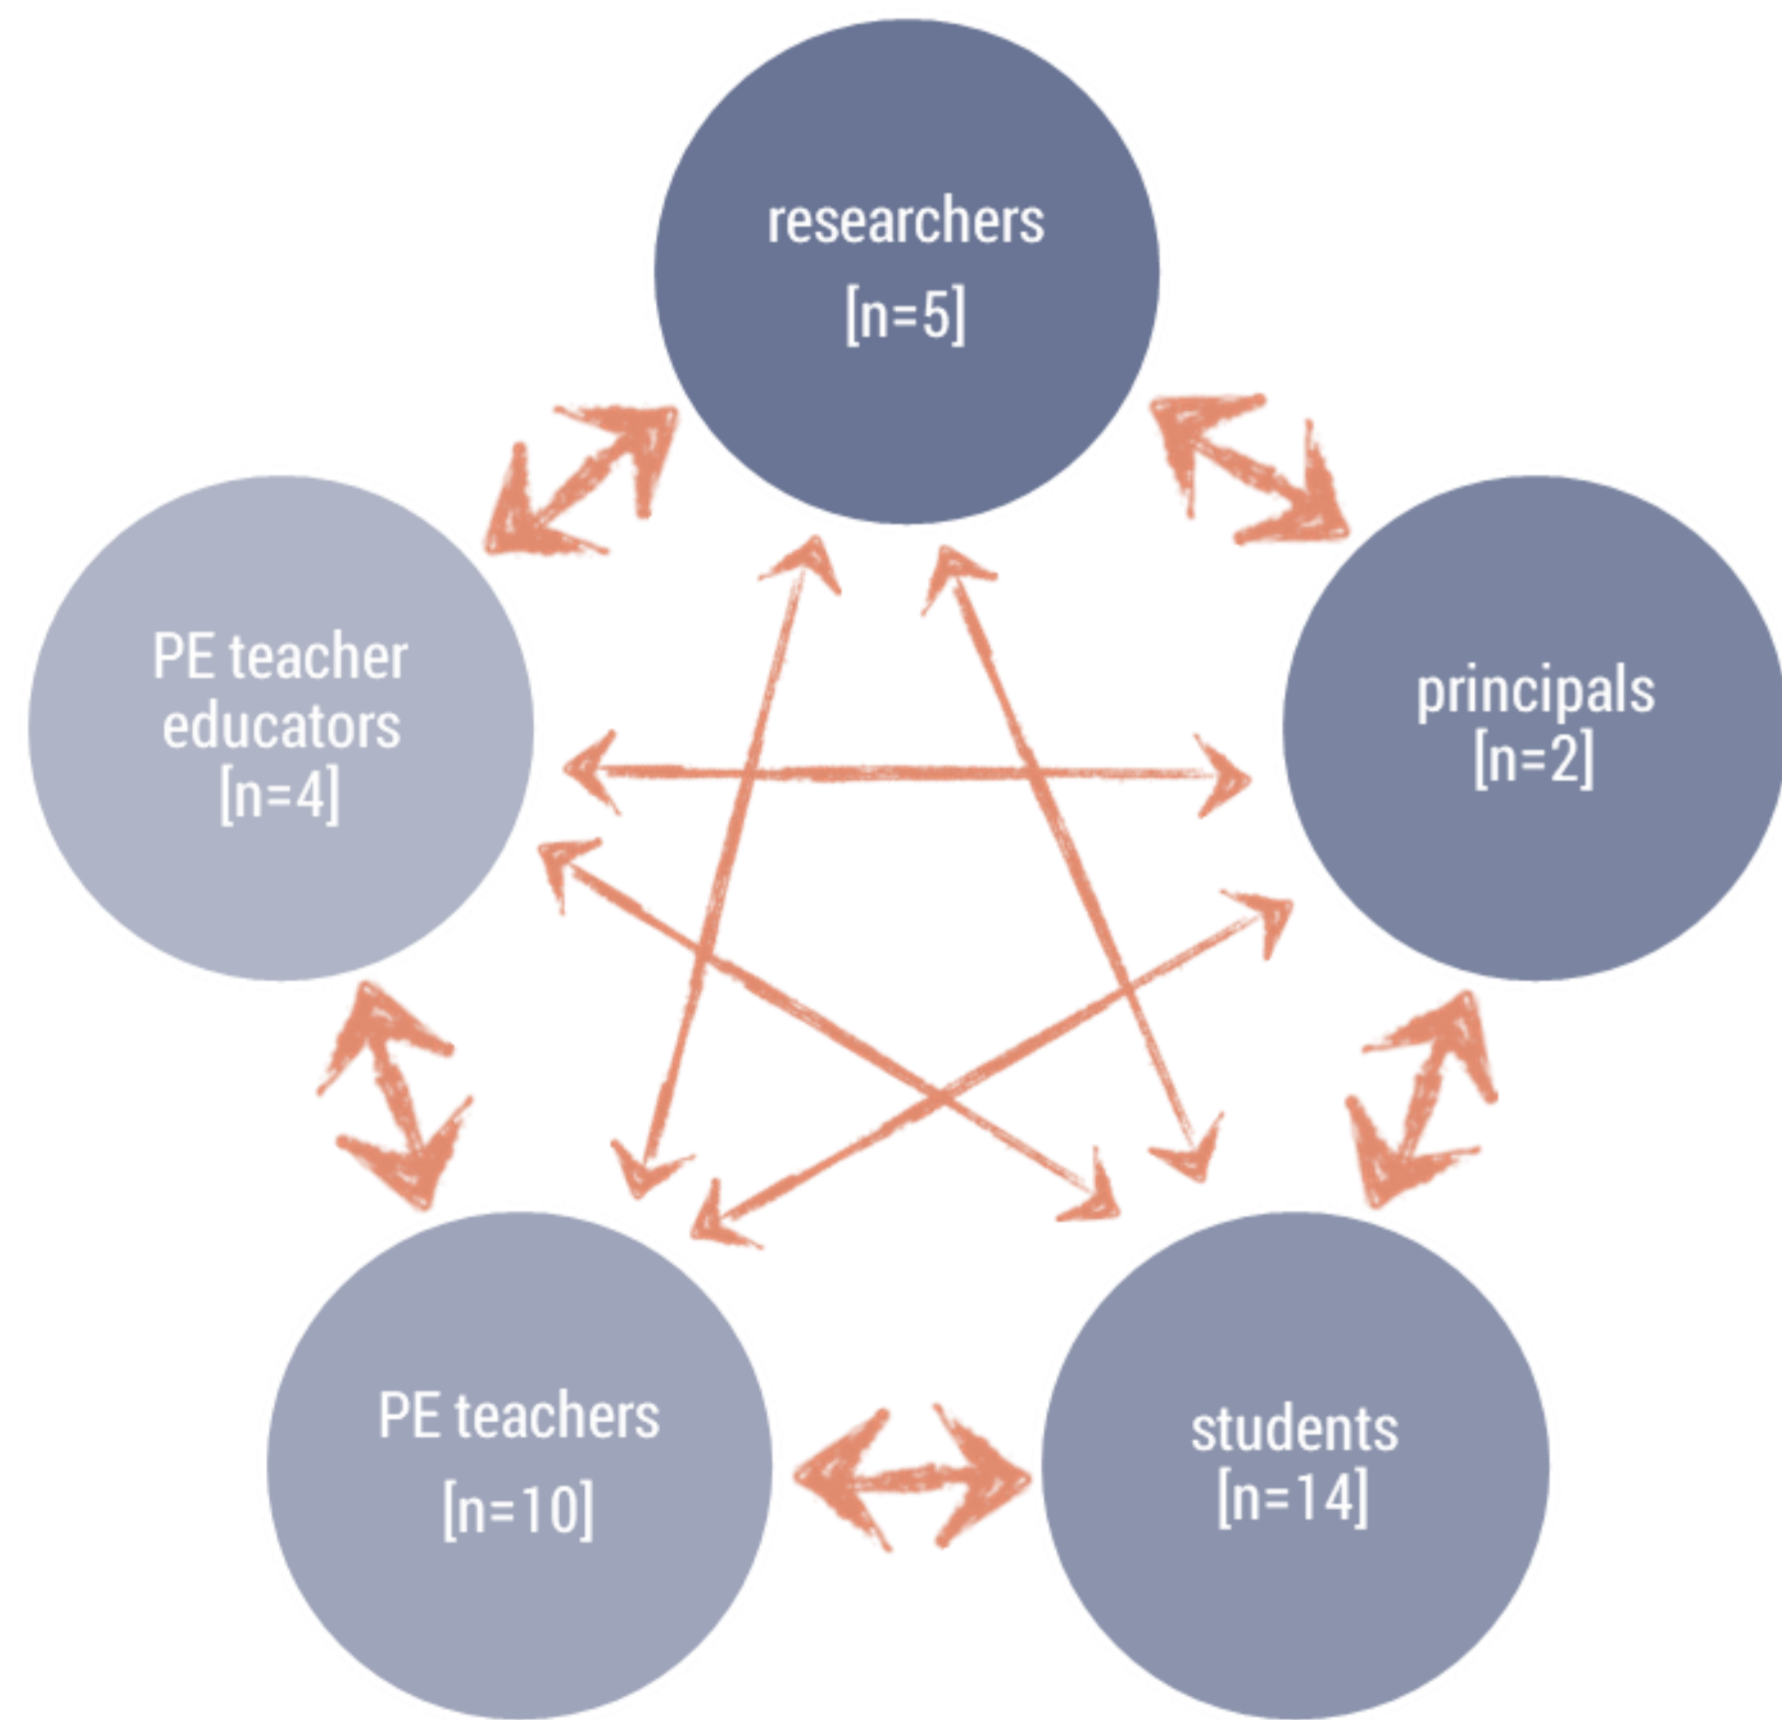 researchers
[n=5]
PE teacher
educators
[n=4]
principals
[n=2]
PE teachers
[n=10]
students
[n=14]